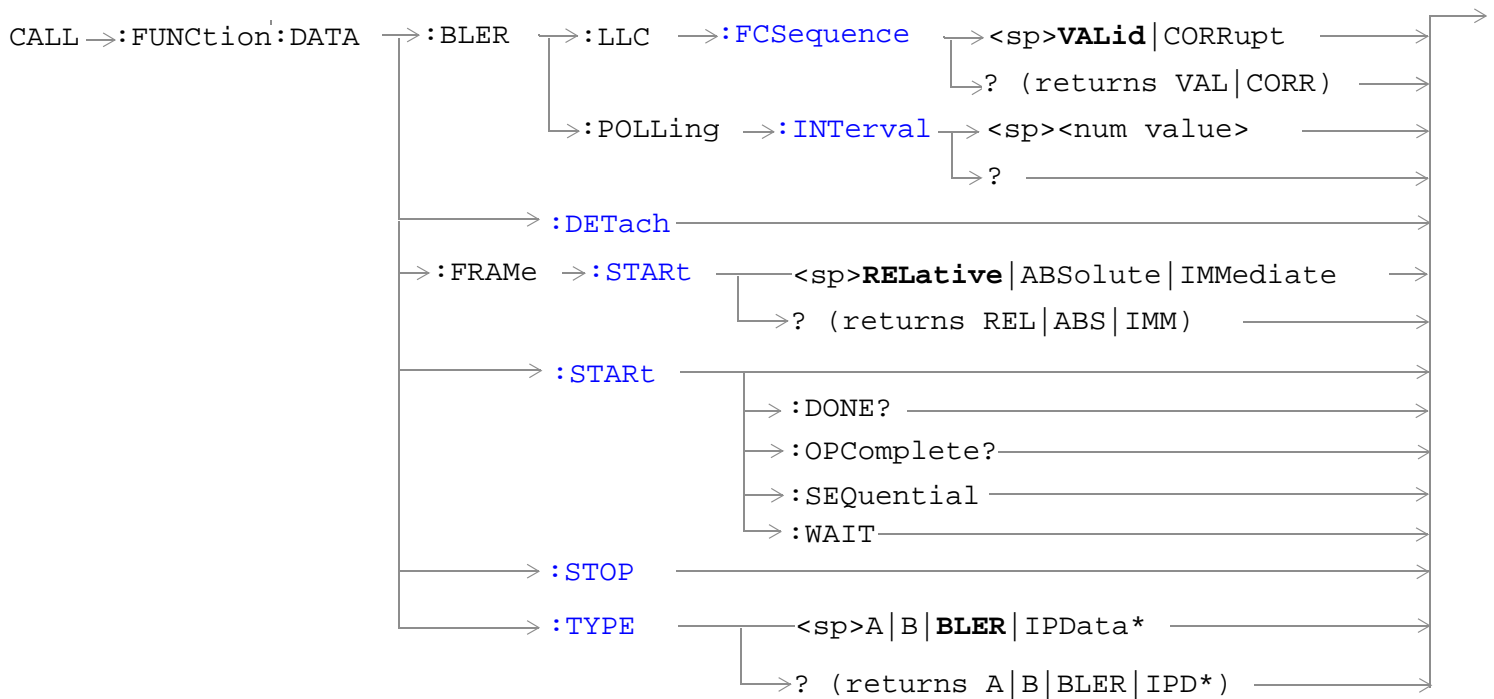 CALL :FUNCtion:DATA :BLER :LLC :FCSequence <sp>VALid|CORRupt
? (returns VAL|CORR)
:POLLing :INTerval <sp><num value>
?
:DETach
:FRAMe :STARt <sp>RELative|ABSolute|IMMediate
? (returns REL|ABS|IMM)
:STARt
:DONE?
:OPComplete?
:SEQuential
:WAIT
:STOP
:TYPE <sp>A|B|BLER|IPData*
? (returns A|B|BLER|IPD*)